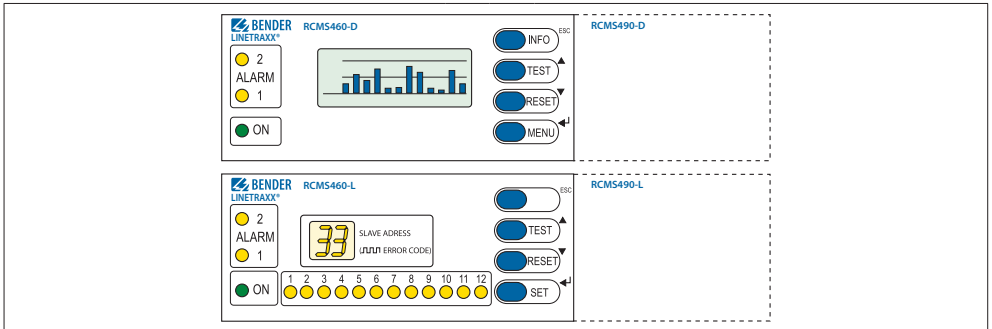 BENDER RCMS460-D RCMS490-D
LINETRAXX®
2
ALARM
1
ON
INFO ESC
TEST
RESET
MENU
BENDER RCMS460-L RCMS490-L
LINETRAXX®
2
ALARM
1
ON
33 SLAVE ADRESS
( ERROR CODE)
1 2 3 4 5 6 7 8 9 10 11 12
ESC
TEST
RESET
SET